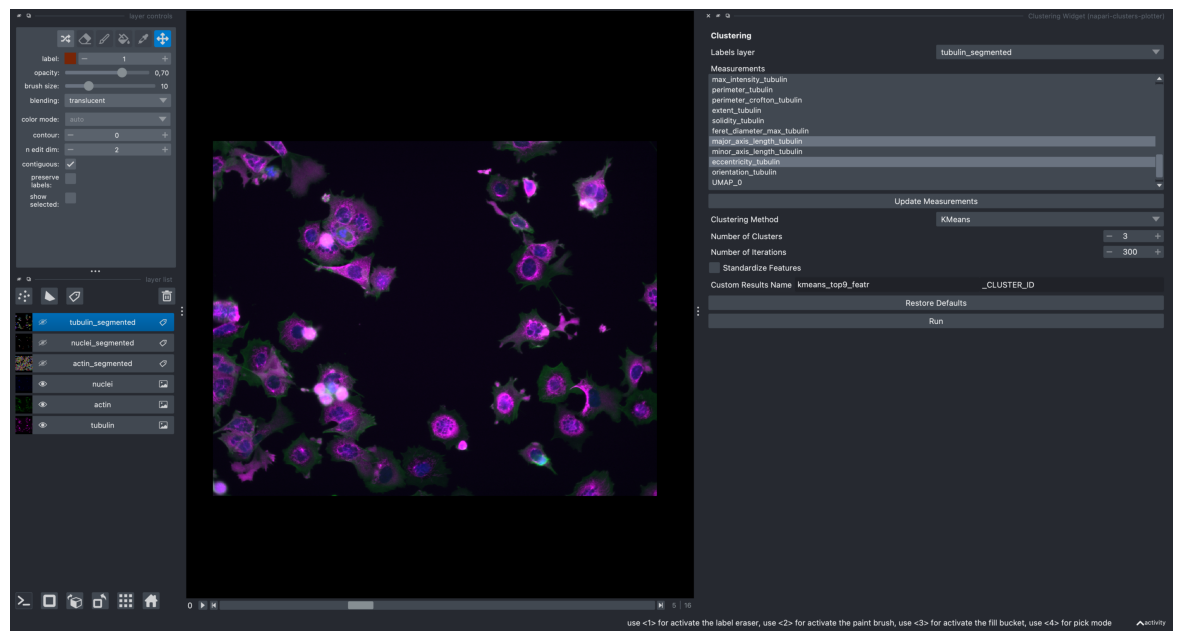 layer controls
label: 1
opacity: 0,70
brush size: 10
blending: translucent
color mode: auto
contour: 0
n edit dim: 2
contiguous:
preserve
labels:
show
selected:
layer list
tubulin_segmented
nuclei_segmented
actin_segmented
nuclei
actin
tubulin
0
5 | 16
Clustering Widget (napari-clusters-plotter)
Clustering
Labels layer tubulin_segmented
Measurements
max_intensity_tubulin
perimeter_tubulin
perimeter_crofton_tubulin
extent_tubulin
solidity_tubulin
feret_diameter_max_tubulin
major_axis_length_tubulin
minor_axis_length_tubulin
eccentricity_tubulin
orientation_tubulin
UMAP_0
Update Measurements
Clustering Method KMeans
Number of Clusters 3
Number of Iterations 300
Standardize Features
Custom Results Name kmeans_top9_featr _CLUSTER_ID
Restore Defaults
Run
use <1> for activate the label eraser, use <2> for activate the paint brush, use <3> for activate the fill bucket, use <4> for pick mode
activity